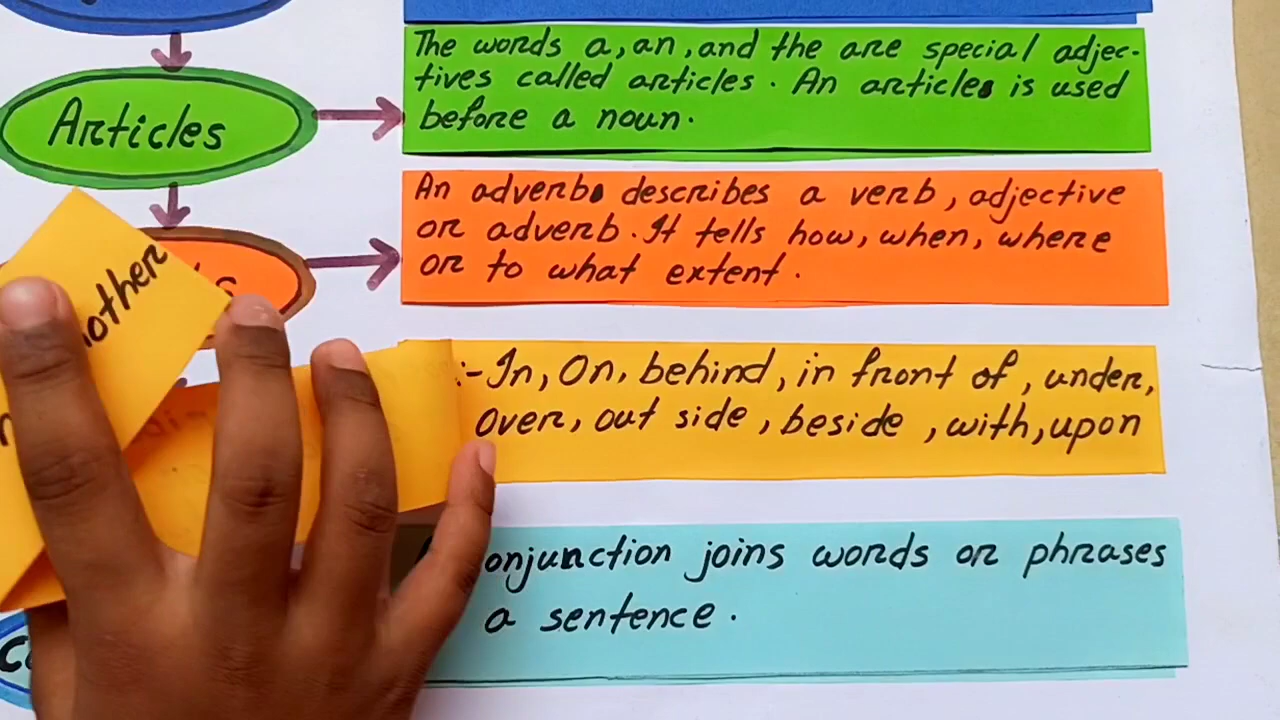 Articles
The words a, an, and the are special adjec-
tives called articles. An article is used
before a noun.
An adverb describes a verb, adjective
or adverb. It tells how, when, where
or to what extent.
:-In, On, behind, in front of, under,
Over, out side, beside, with, upon
onjunction joins words or phrases
a sentence.